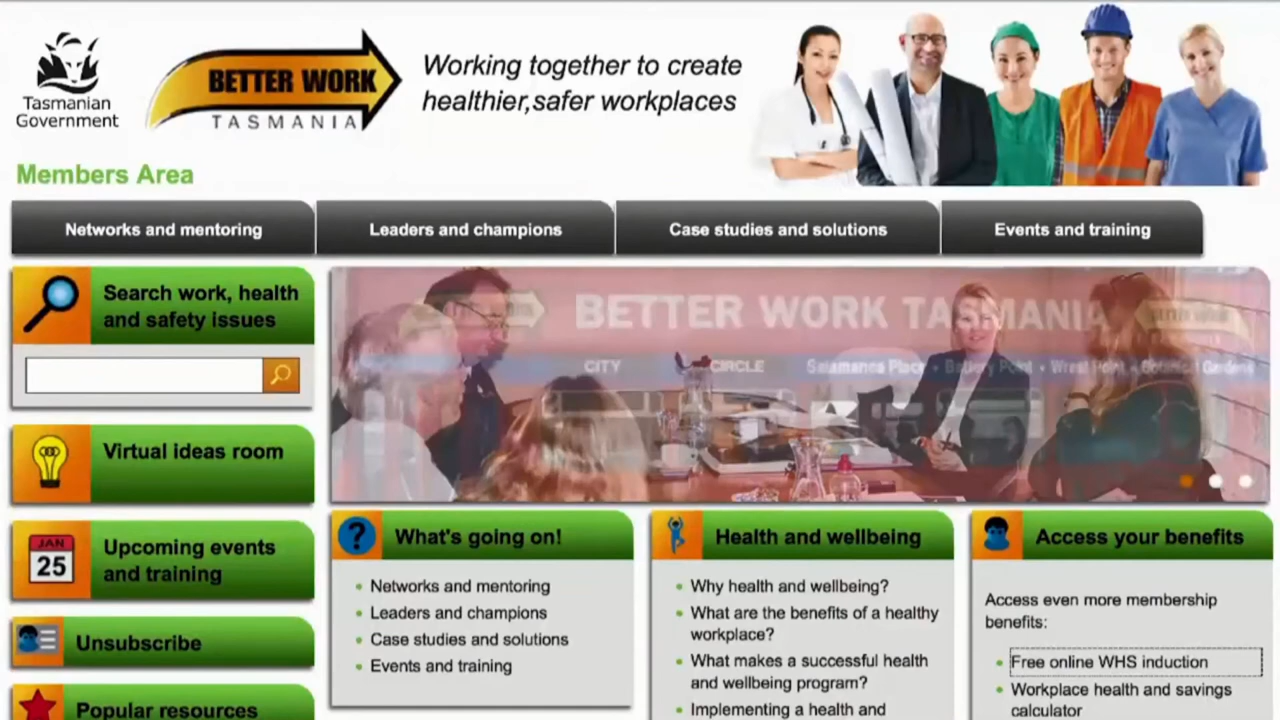 Tasmanian
Government
BETTER WORK
TASMANIA
Working together to create
healthier,safer workplaces
Members Area
Networks and mentoring
Leaders and champions
Case studies and solutions
Events and training
Search work, health
and safety issues
BETTER WORK TASMANIA
CITY CIRCLE Salamanca Place • Battery Point • Wrest Point • Botanical Gardens
Virtual ideas room
JAN
25
Upcoming events
and training
Unsubscribe
Popular resources
?
What's going on!
Networks and mentoring
Leaders and champions
Case studies and solutions
Events and training
Health and wellbeing
Why health and wellbeing?
What are the benefits of a healthy
workplace?
What makes a successful health
and wellbeing program?
Implementing a health and
Access your benefits
Access even more membership
benefits:
Free online WHS induction
Workplace health and savings
calculator